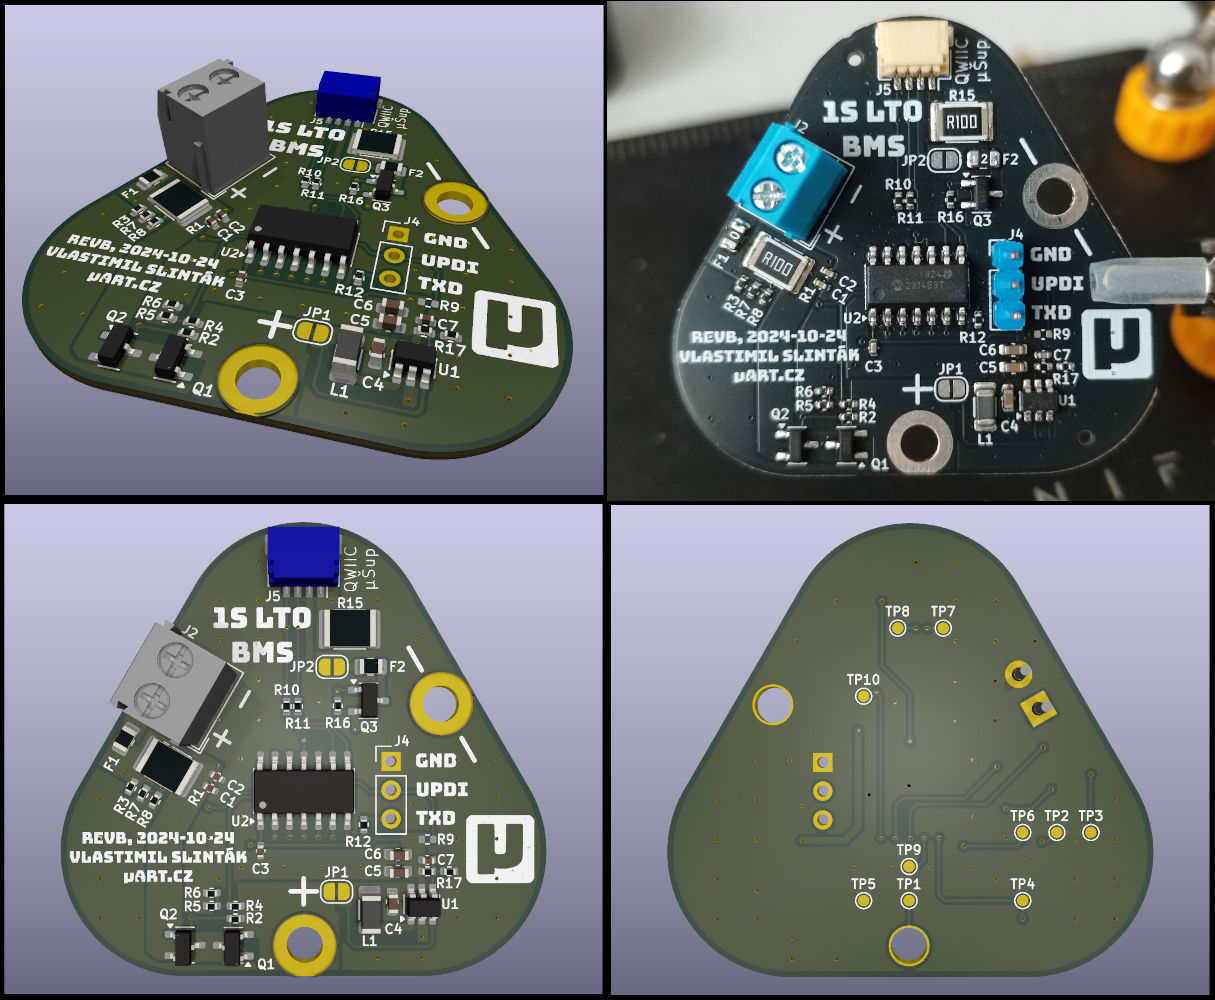 J5
QWIIC
µSup
1S LTO
BMS
R15
JP2
F2
R10
R11
R16
Q3
F1
R3
R7
R8
R1
C2
C1
+
-
J4
GND
UPDI
TXD
U2
C3
R12
REVB, 2024-10-24
VLASTIMIL SLINTÁK
µART.CZ
R6
R5
R4
R2
Q2
Q1
+
JP1
C6
C5
R9
C7
R17
U1
L1
C4
µ
J5
QWIIC
µSup
R15
R100
1S LTO
BMS
J2
JP2
2
F2
R10
R11
R16
Q3
-
+
F1
R100
R3
R7
R8
R1
C2
C1
J4
GND
UPDI
TXD
U2
C3
R12
REVB, 2024-10-24
VLASTIMIL SLINTÁK
µART.CZ
R9
C6
C5
C7
R17
U1
JP1
+
R6
R5
R4
R2
Q2
Q1
L1
C4
µ
N I F
J5
QWIIC
µSup
1S LTO
BMS
R15
J2
JP2
F2
R10
R11
R16
Q3
-
+
F1
R3
R7
R8
R1
C2
C1
J4
GND
UPDI
TXD
U2
C3
R12
REVB, 2024-10-24
VLASTIMIL SLINTÁK
µART.CZ
R9
C6
C5
C7
R17
U1
JP1
+
R6
R5
R4
R2
Q2
Q1
L1
C4
µ
TP8 TP7
TP10
TP6 TP2 TP3
TP9
TP5 TP1 TP4